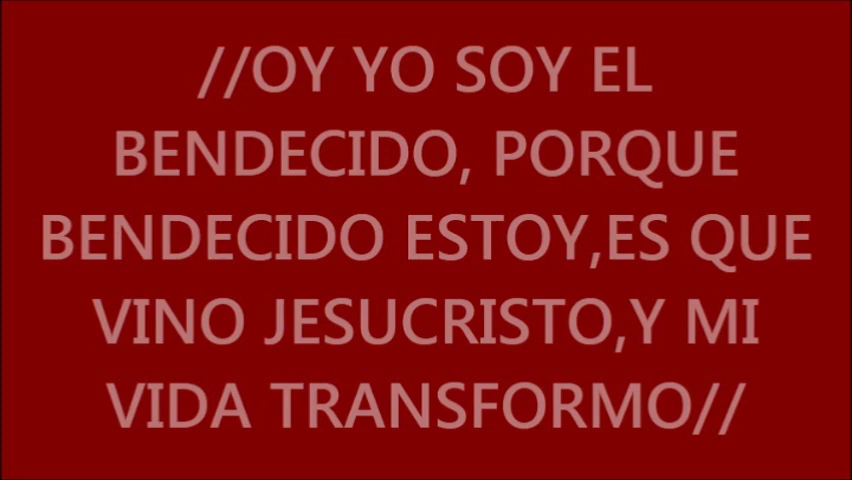 //OY YO SOY EL
BENDECIDO, PORQUE
BENDECIDO ESTOY,ES QUE
VINO JESUCRISTO,Y MI
VIDA TRANSFORMO//